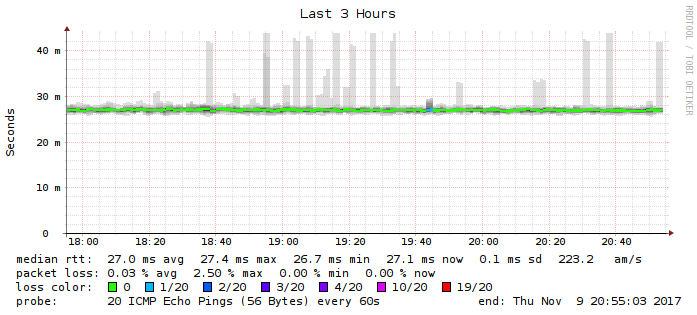 Last 3 Hours
RRDTOOL / TOBI OETIKER
Seconds
40 m
30 m
20 m
10 m
0
18:00 18:20 18:40 19:00 19:20 19:40 20:00 20:20 20:40
median rtt: 27.0 ms avg 27.4 ms max 26.7 ms min 27.1 ms now 0.1 ms sd 223.2 am/s
packet loss: 0.03 % avg 2.50 % max 0.00 % min 0.00 % now
loss color: 0 1/20 2/20 3/20 4/20 10/20 19/20
probe: 20 ICMP Echo Pings (56 Bytes) every 60s end: Thu Nov 9 20:55:03 2017